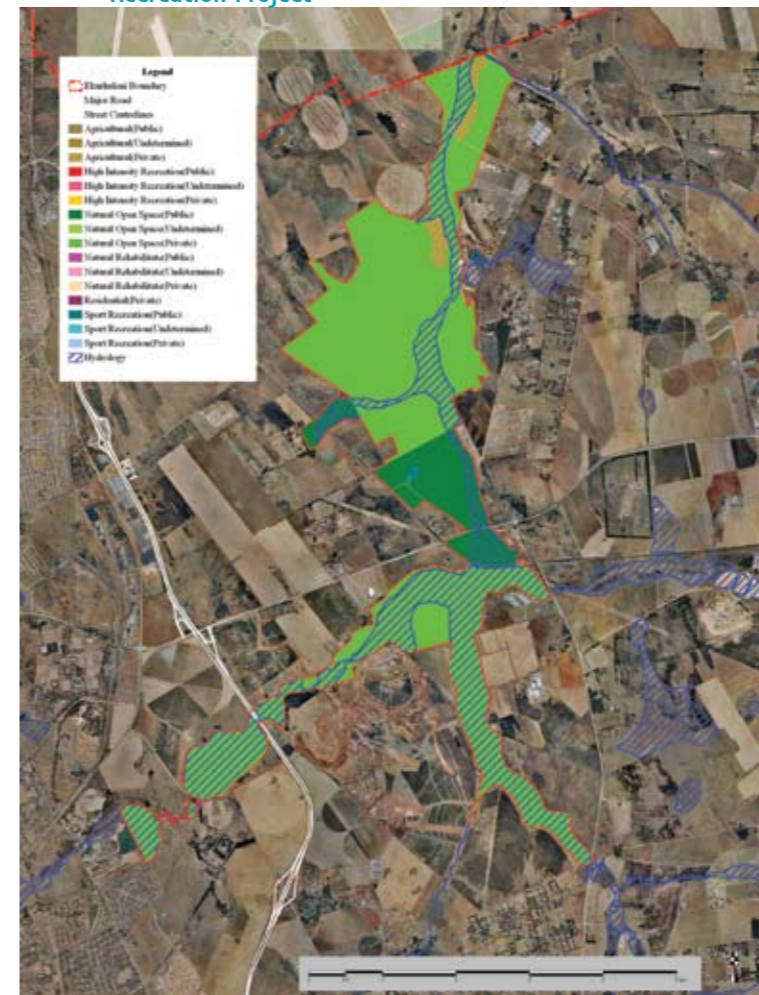 Recreation Project
Legend
Ekurhuleni Boundary
Major Road
Street Centrelines
Agricultural(Public)
Agricultural(Undetermined)
Agricultural(Private)
High Intensity Recreation(Public)
High Intensity Recreation(Undetermined)
High Intensity Recreation(Private)
Natural Open Space(Public)
Natural Open Space(Undetermined)
Natural Open Space(Private)
Natural Rehabilitate(Public)
Natural Rehabilitate(Undetermined)
Natural Rehabilitate(Private)
Residential(Private)
Sport Recreation(Public)
Sport Recreation(Undetermined)
Sport Recreation(Private)
Hydrology
R21